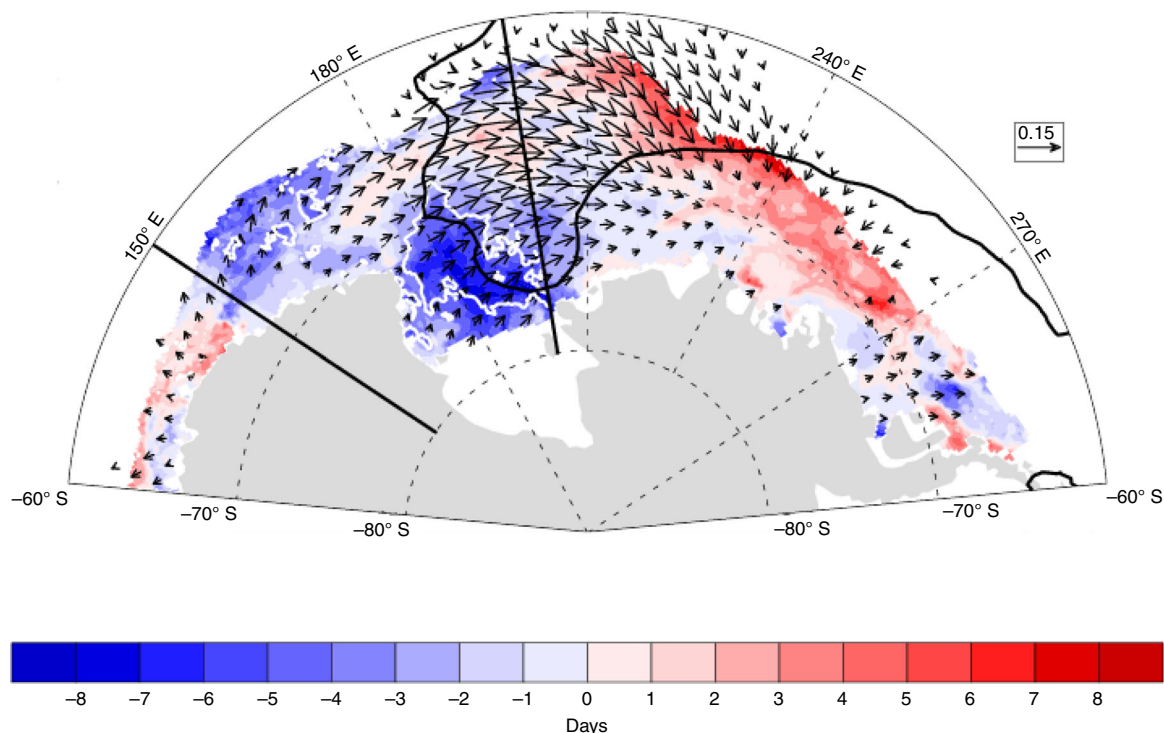 180° E
240° E
0.15
150° E
270° E
–60° S
–60° S
–70° S
–70° S
–80° S
–80° S
–8 –7 –6 –5 –4 –3 –2 –1 0 1 2 3 4 5 6 7 8
Days